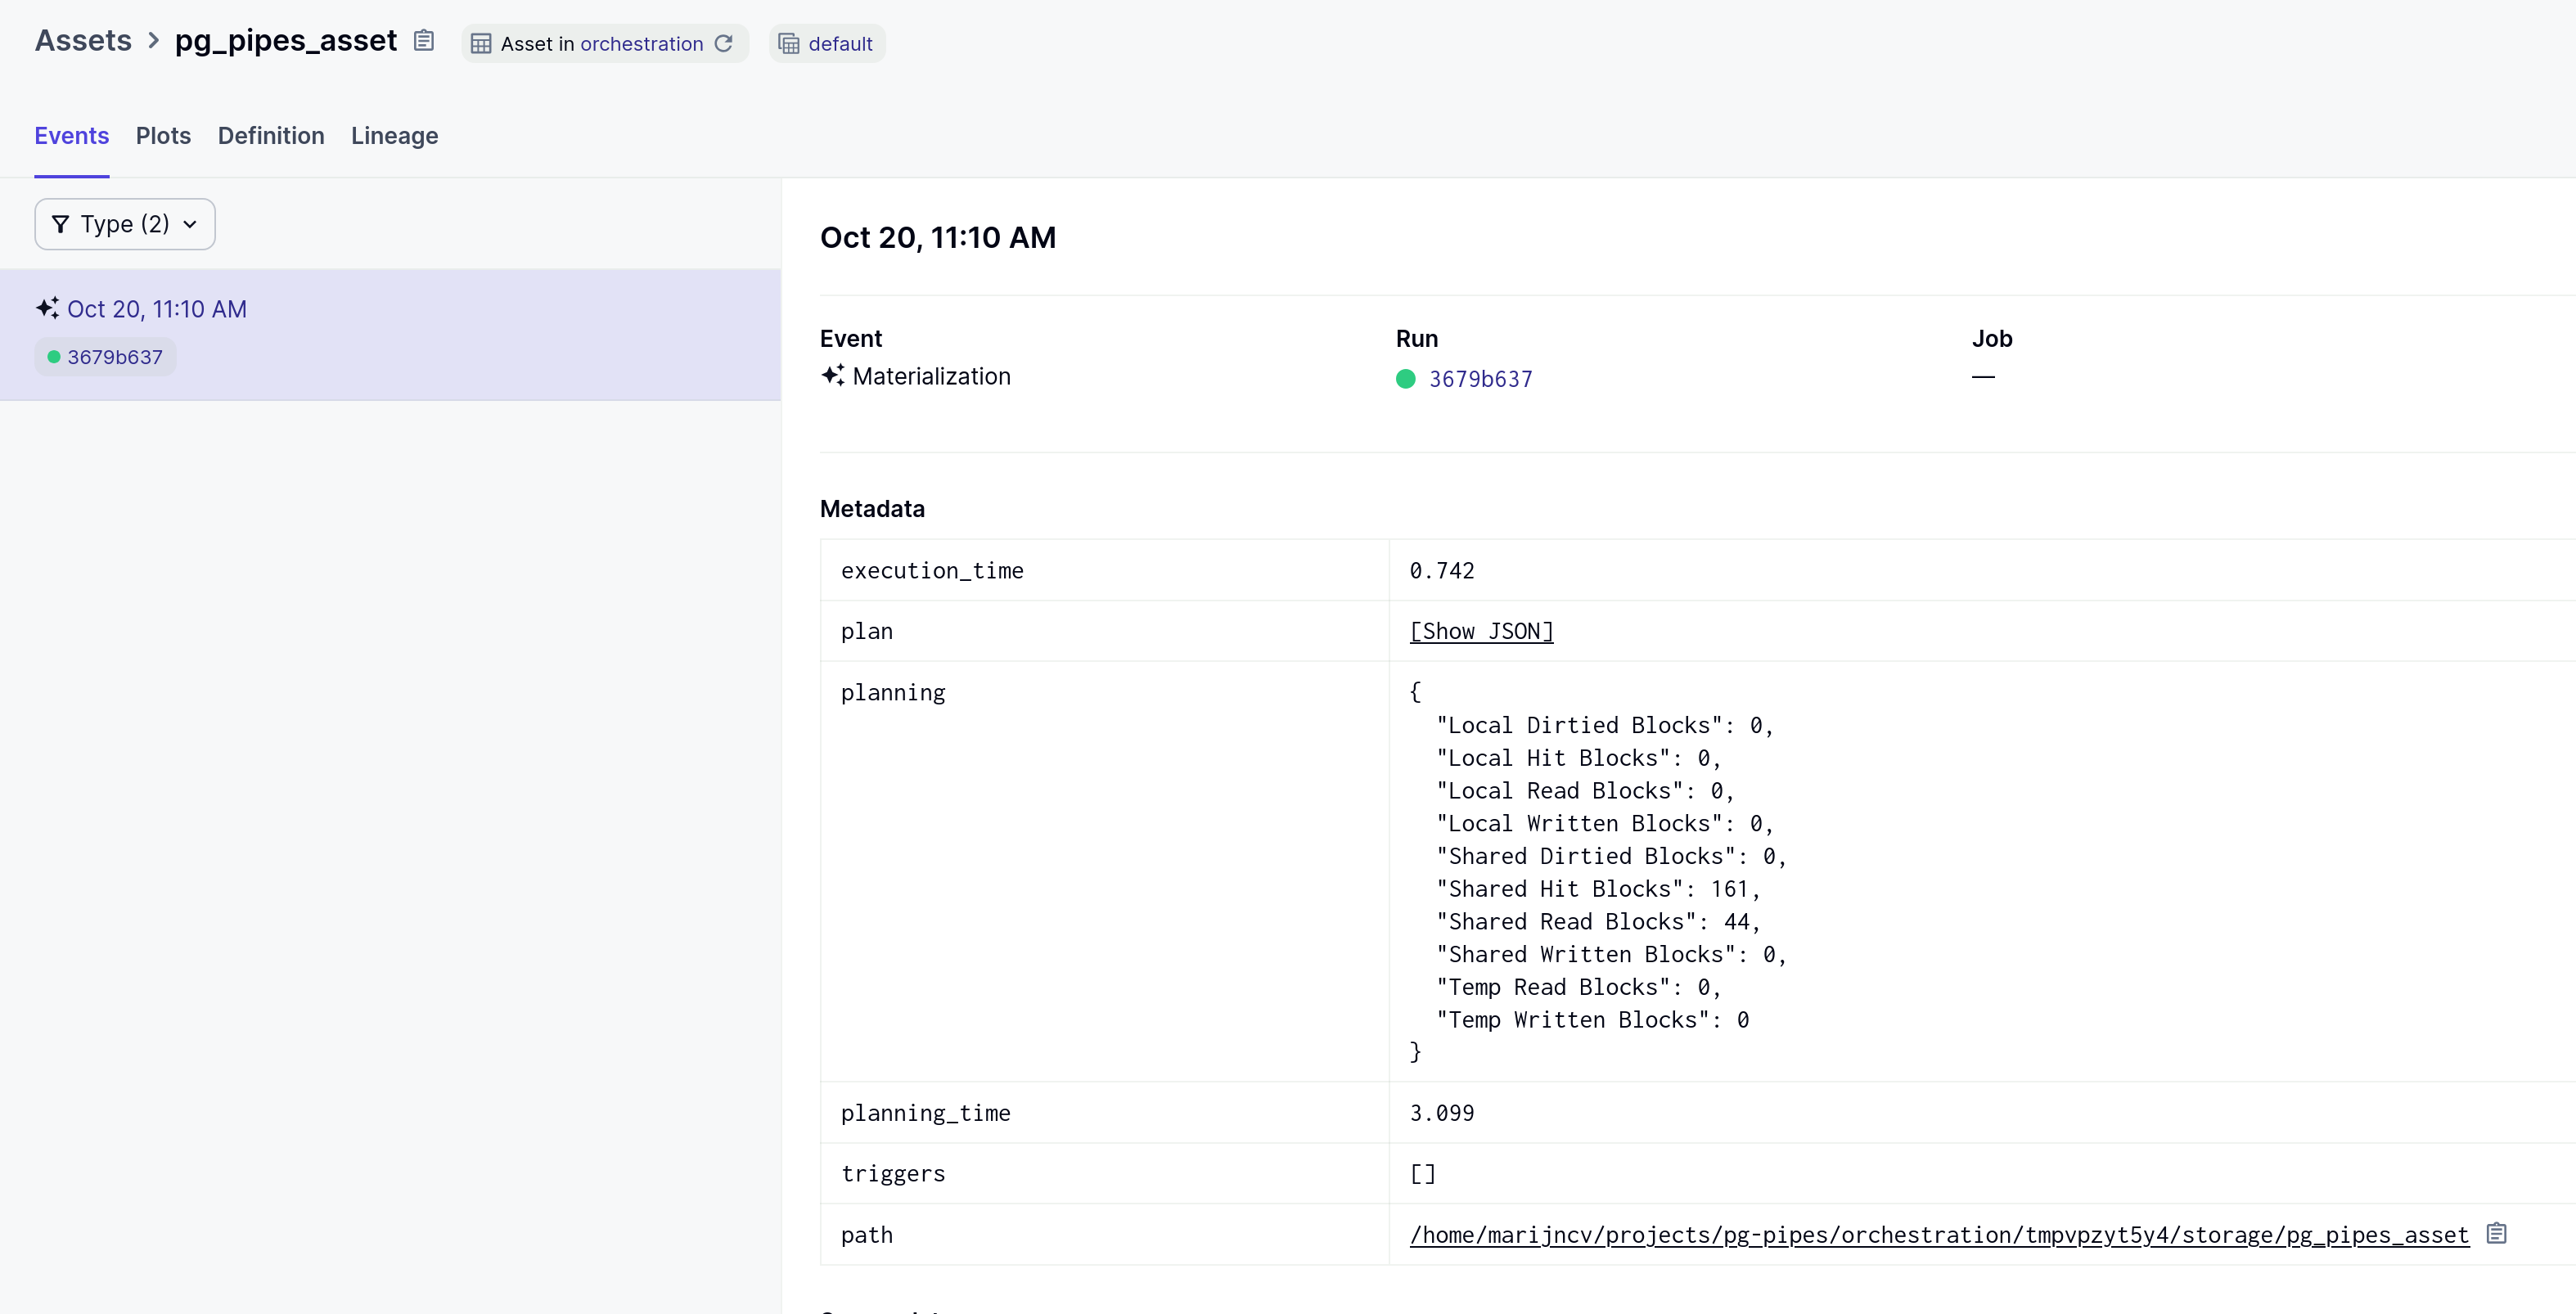 Assets > pg_pipes_asset Asset in orchestration default
Events Plots Definition Lineage
Type (2)
Oct 20, 11:10 AM
3679b637
Oct 20, 11:10 AM
Event Run Job
Materialization 3679b637 —
Metadata
execution_time 0.742
plan [Show JSON]
planning {
"Local Dirtied Blocks": 0,
"Local Hit Blocks": 0,
"Local Read Blocks": 0,
"Local Written Blocks": 0,
"Shared Dirtied Blocks": 0,
"Shared Hit Blocks": 161,
"Shared Read Blocks": 44,
"Shared Written Blocks": 0,
"Temp Read Blocks": 0,
"Temp Written Blocks": 0
}
planning_time 3.099
triggers []
path /home/marijncv/projects/pg-pipes/orchestration/tmpvpzyt5y4/storage/pg_pipes_asset